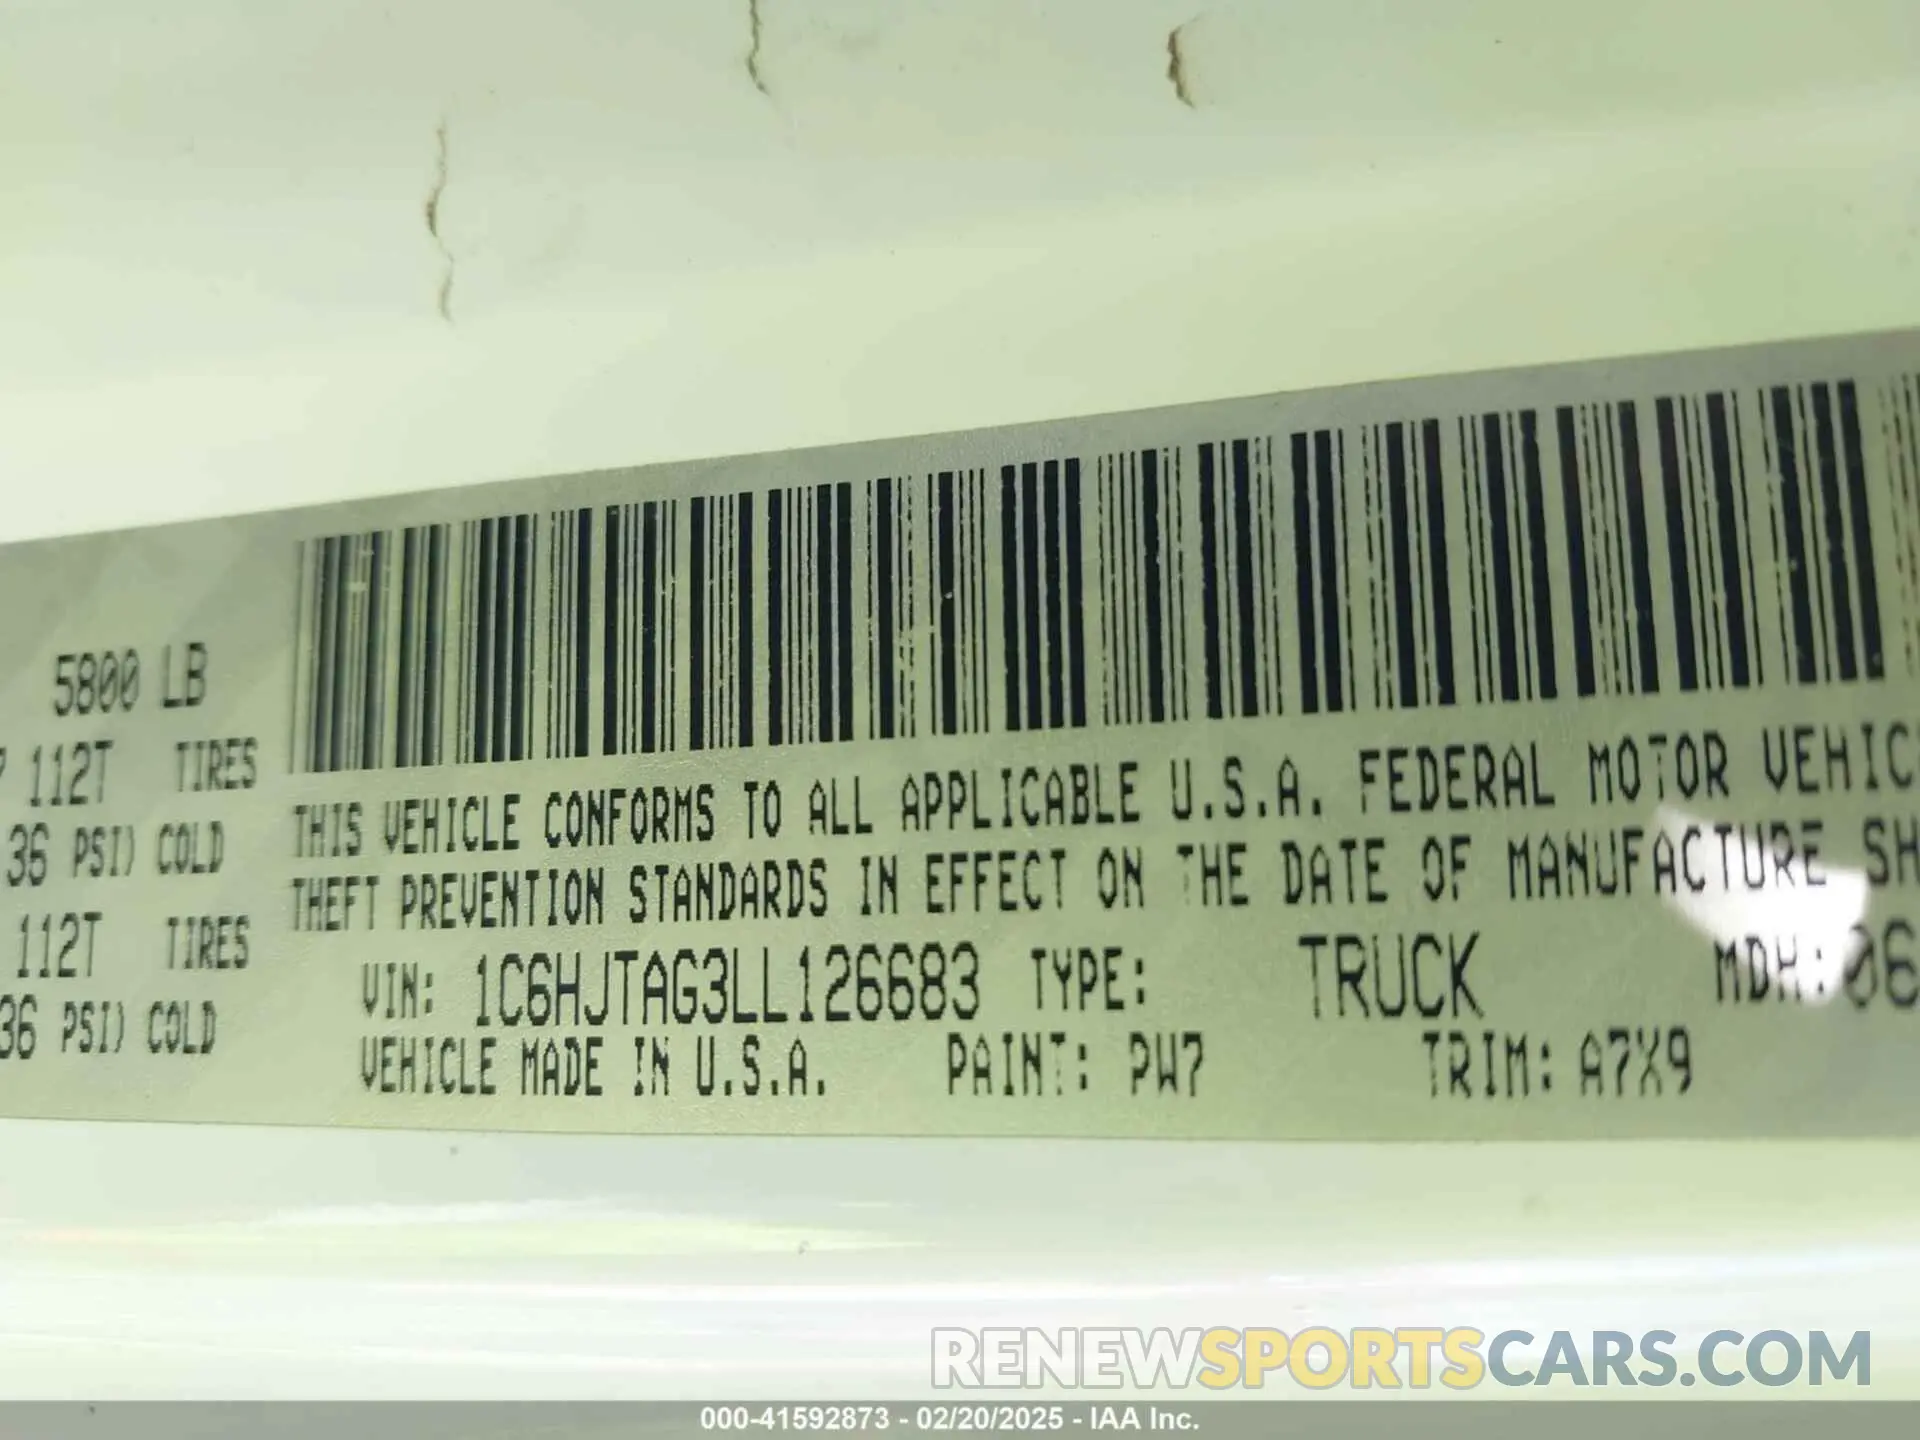 5800 LB
112T TIRES
36 PSI) COLD
112T TIRES
36 PSI) COLD
THIS VEHICLE CONFORMS TO ALL APPLICABLE U.S.A. FEDERAL MOTOR VEHIC
THEFT PREVENTION STANDARDS IN EFFECT ON THE DATE OF MANUFACTURE SH
VIN: 1C6HJTAG3LL126683 TYPE: TRUCK MDH:06
VEHICLE MADE IN U.S.A. PAINT: PW7 TRIM: A7X9
RENEWSPORTSCARS.COM
000-41592873 - 02/20/2025 - IAA Inc.